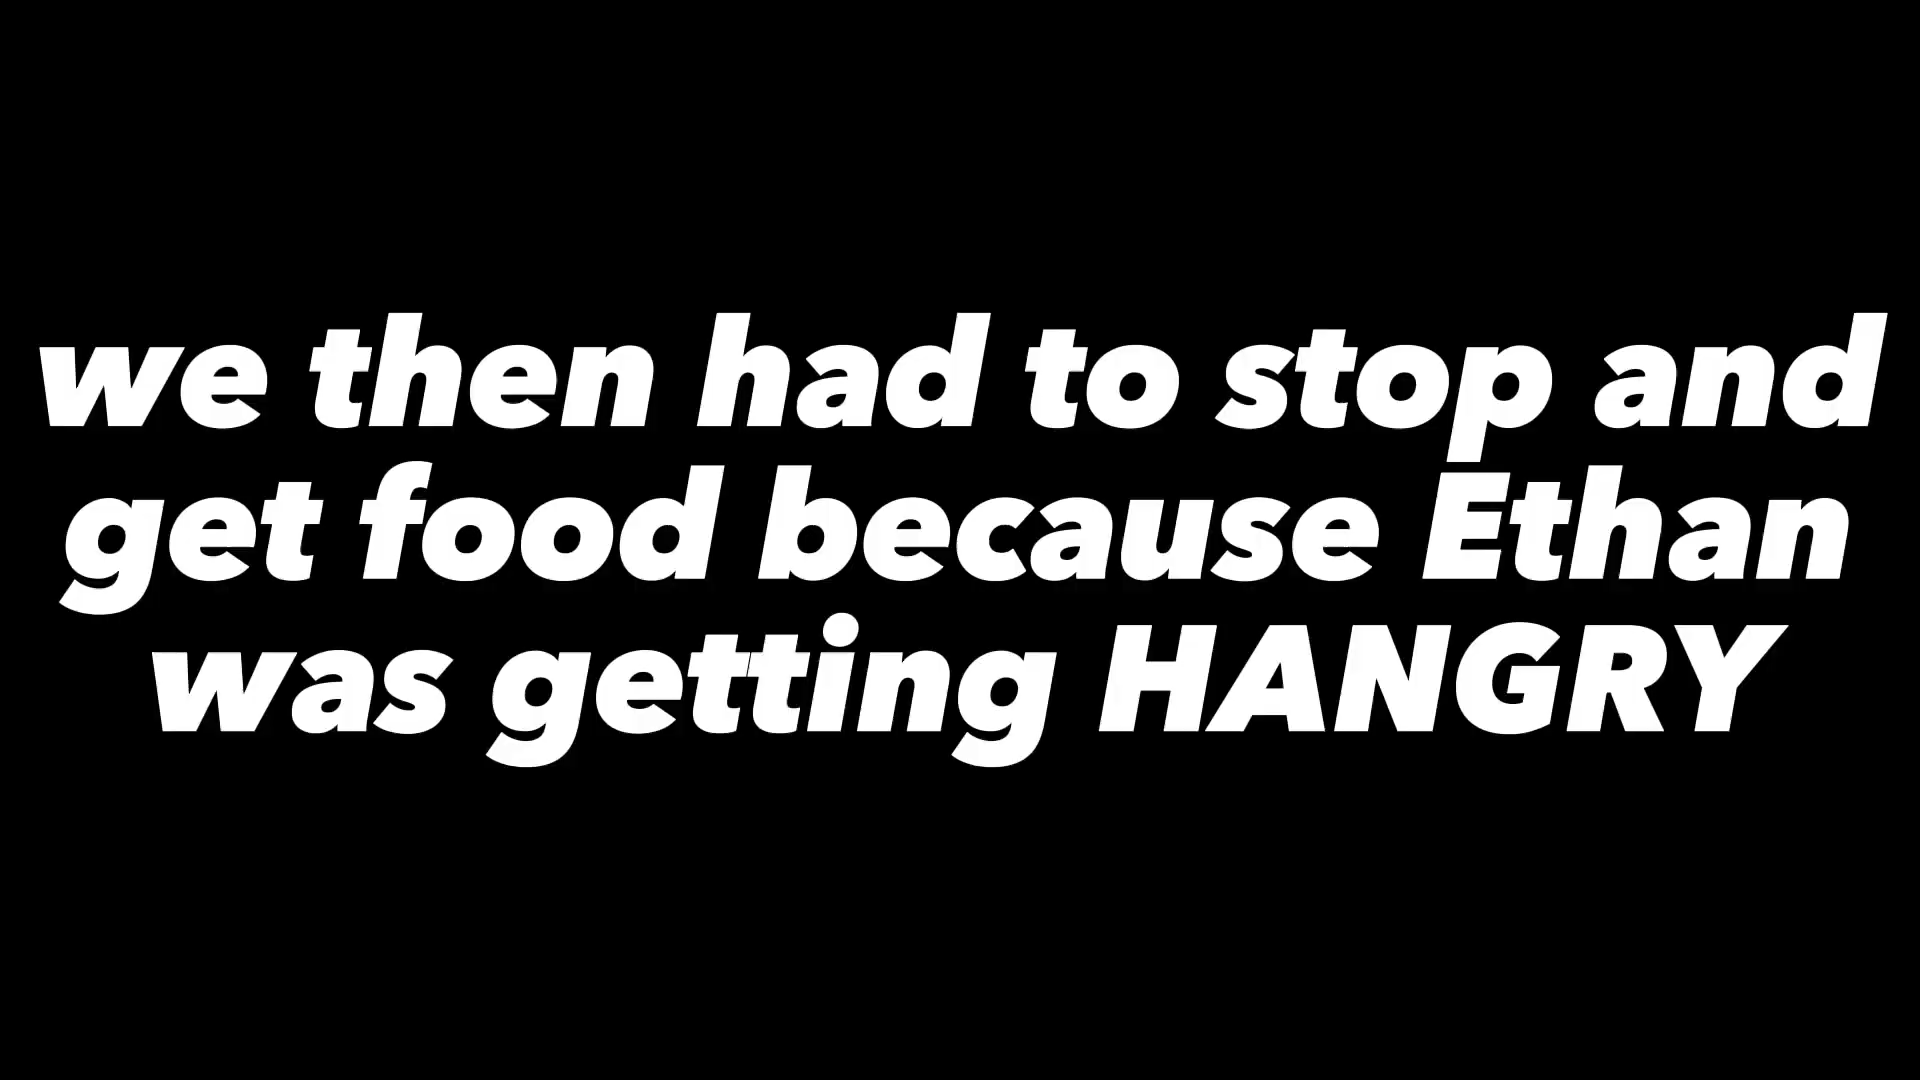 we then had to stop and
get food because Ethan
was getting HANGRY